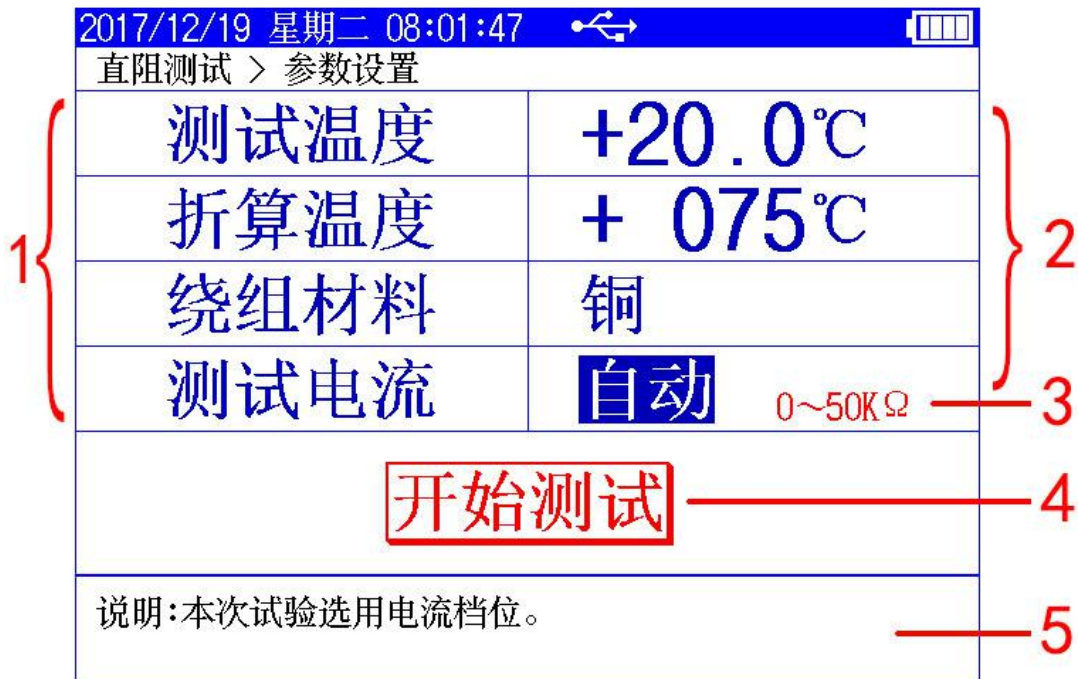 2017/12/19 星期二 08:01:47
直阻测试 > 参数设置
测试温度 +20.0℃
折算温度 + 075℃
绕组材料 铜
测试电流 自动 0～50KΩ
开始测试
说明:本次试验选用电流档位。
1
2
3
4
5